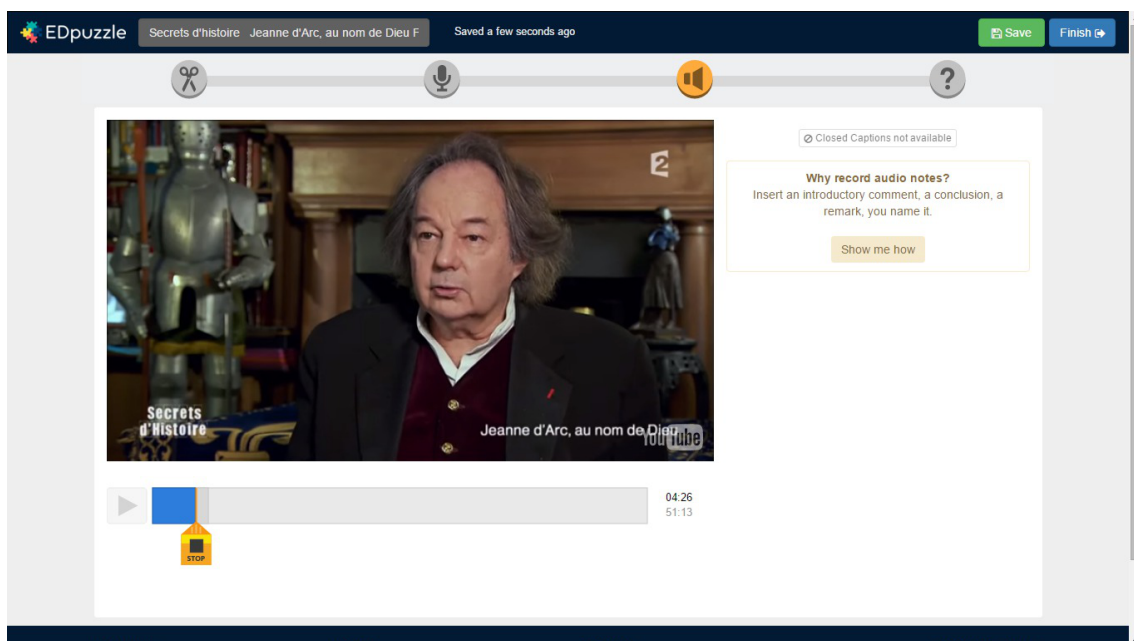 EDpuzzle
Secrets d'histoire Jeanne d'Arc, au nom de Dieu F
Saved a few seconds ago
Save
Finish
?
Closed Captions not available
Why record audio notes?
Insert an introductory comment, a conclusion, a
remark, you name it.
Show me how
2
Secrets
d'Histoire
Jeanne d'Arc, au nom de Dieu
YouTube
04:26
51:13
STOP